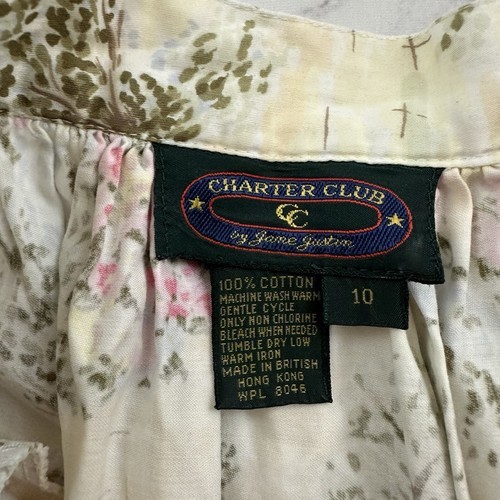 CHARTER CLUB
CC
by Jane Justin
10
100% COTTON
MACHINE WASH WARM
GENTLE CYCLE
ONLY NON CHLORINE
BLEACH WHEN NEEDED
TUMBLE DRY LOW
WARM IRON
MADE IN BRITISH
HONG KONG
WPL 8046